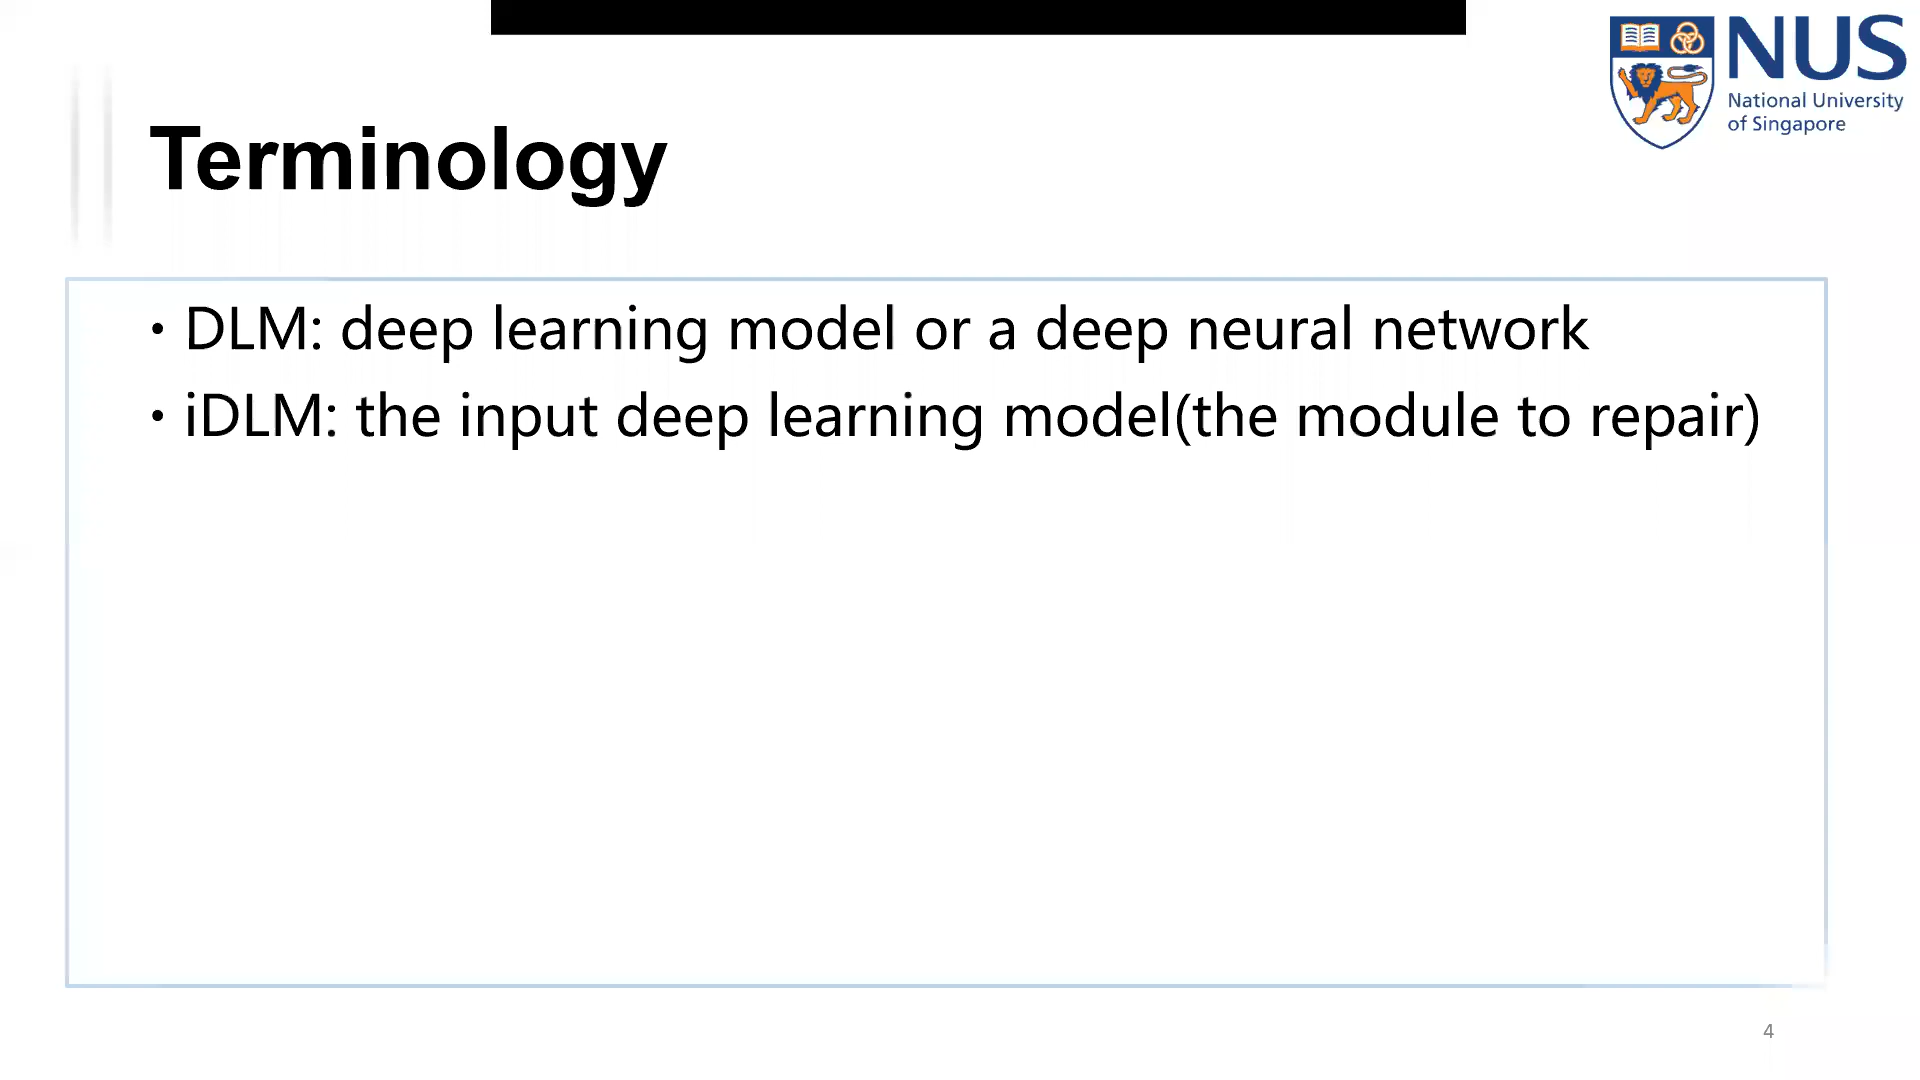 NUS
National University
of Singapore
Terminology
• DLM: deep learning model or a deep neural network
• iDLM: the input deep learning model(the module to repair)
4